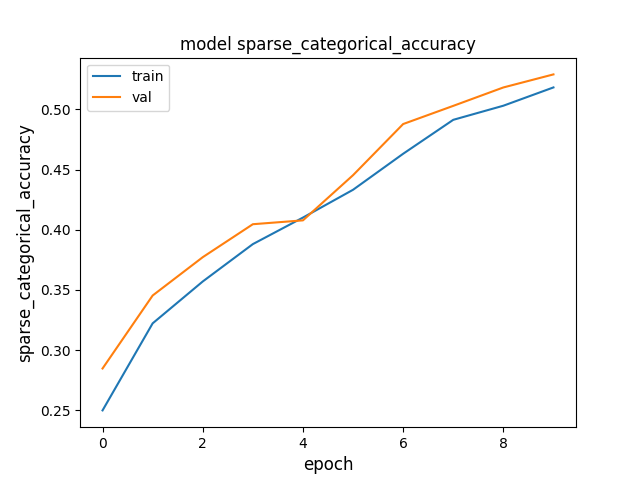 model sparse_categorical_accuracy
train
val
0.50
0.45
0.40
0.35
0.30
0.25
sparse_categorical_accuracy
0 2 4 6 8
epoch